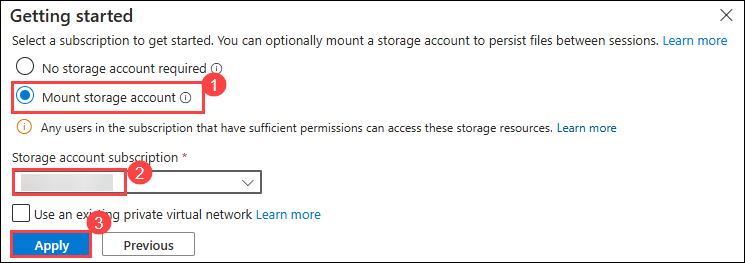 Getting started
Select a subscription to get started. You can optionally mount a storage account to persist files between sessions. Learn more
No storage account required
1
Mount storage account
Any users in the subscription that have sufficient permissions can access these storage resources. Learn more
Storage account subscription *
2
Use an existing private virtual network Learn more
3
Apply Previous